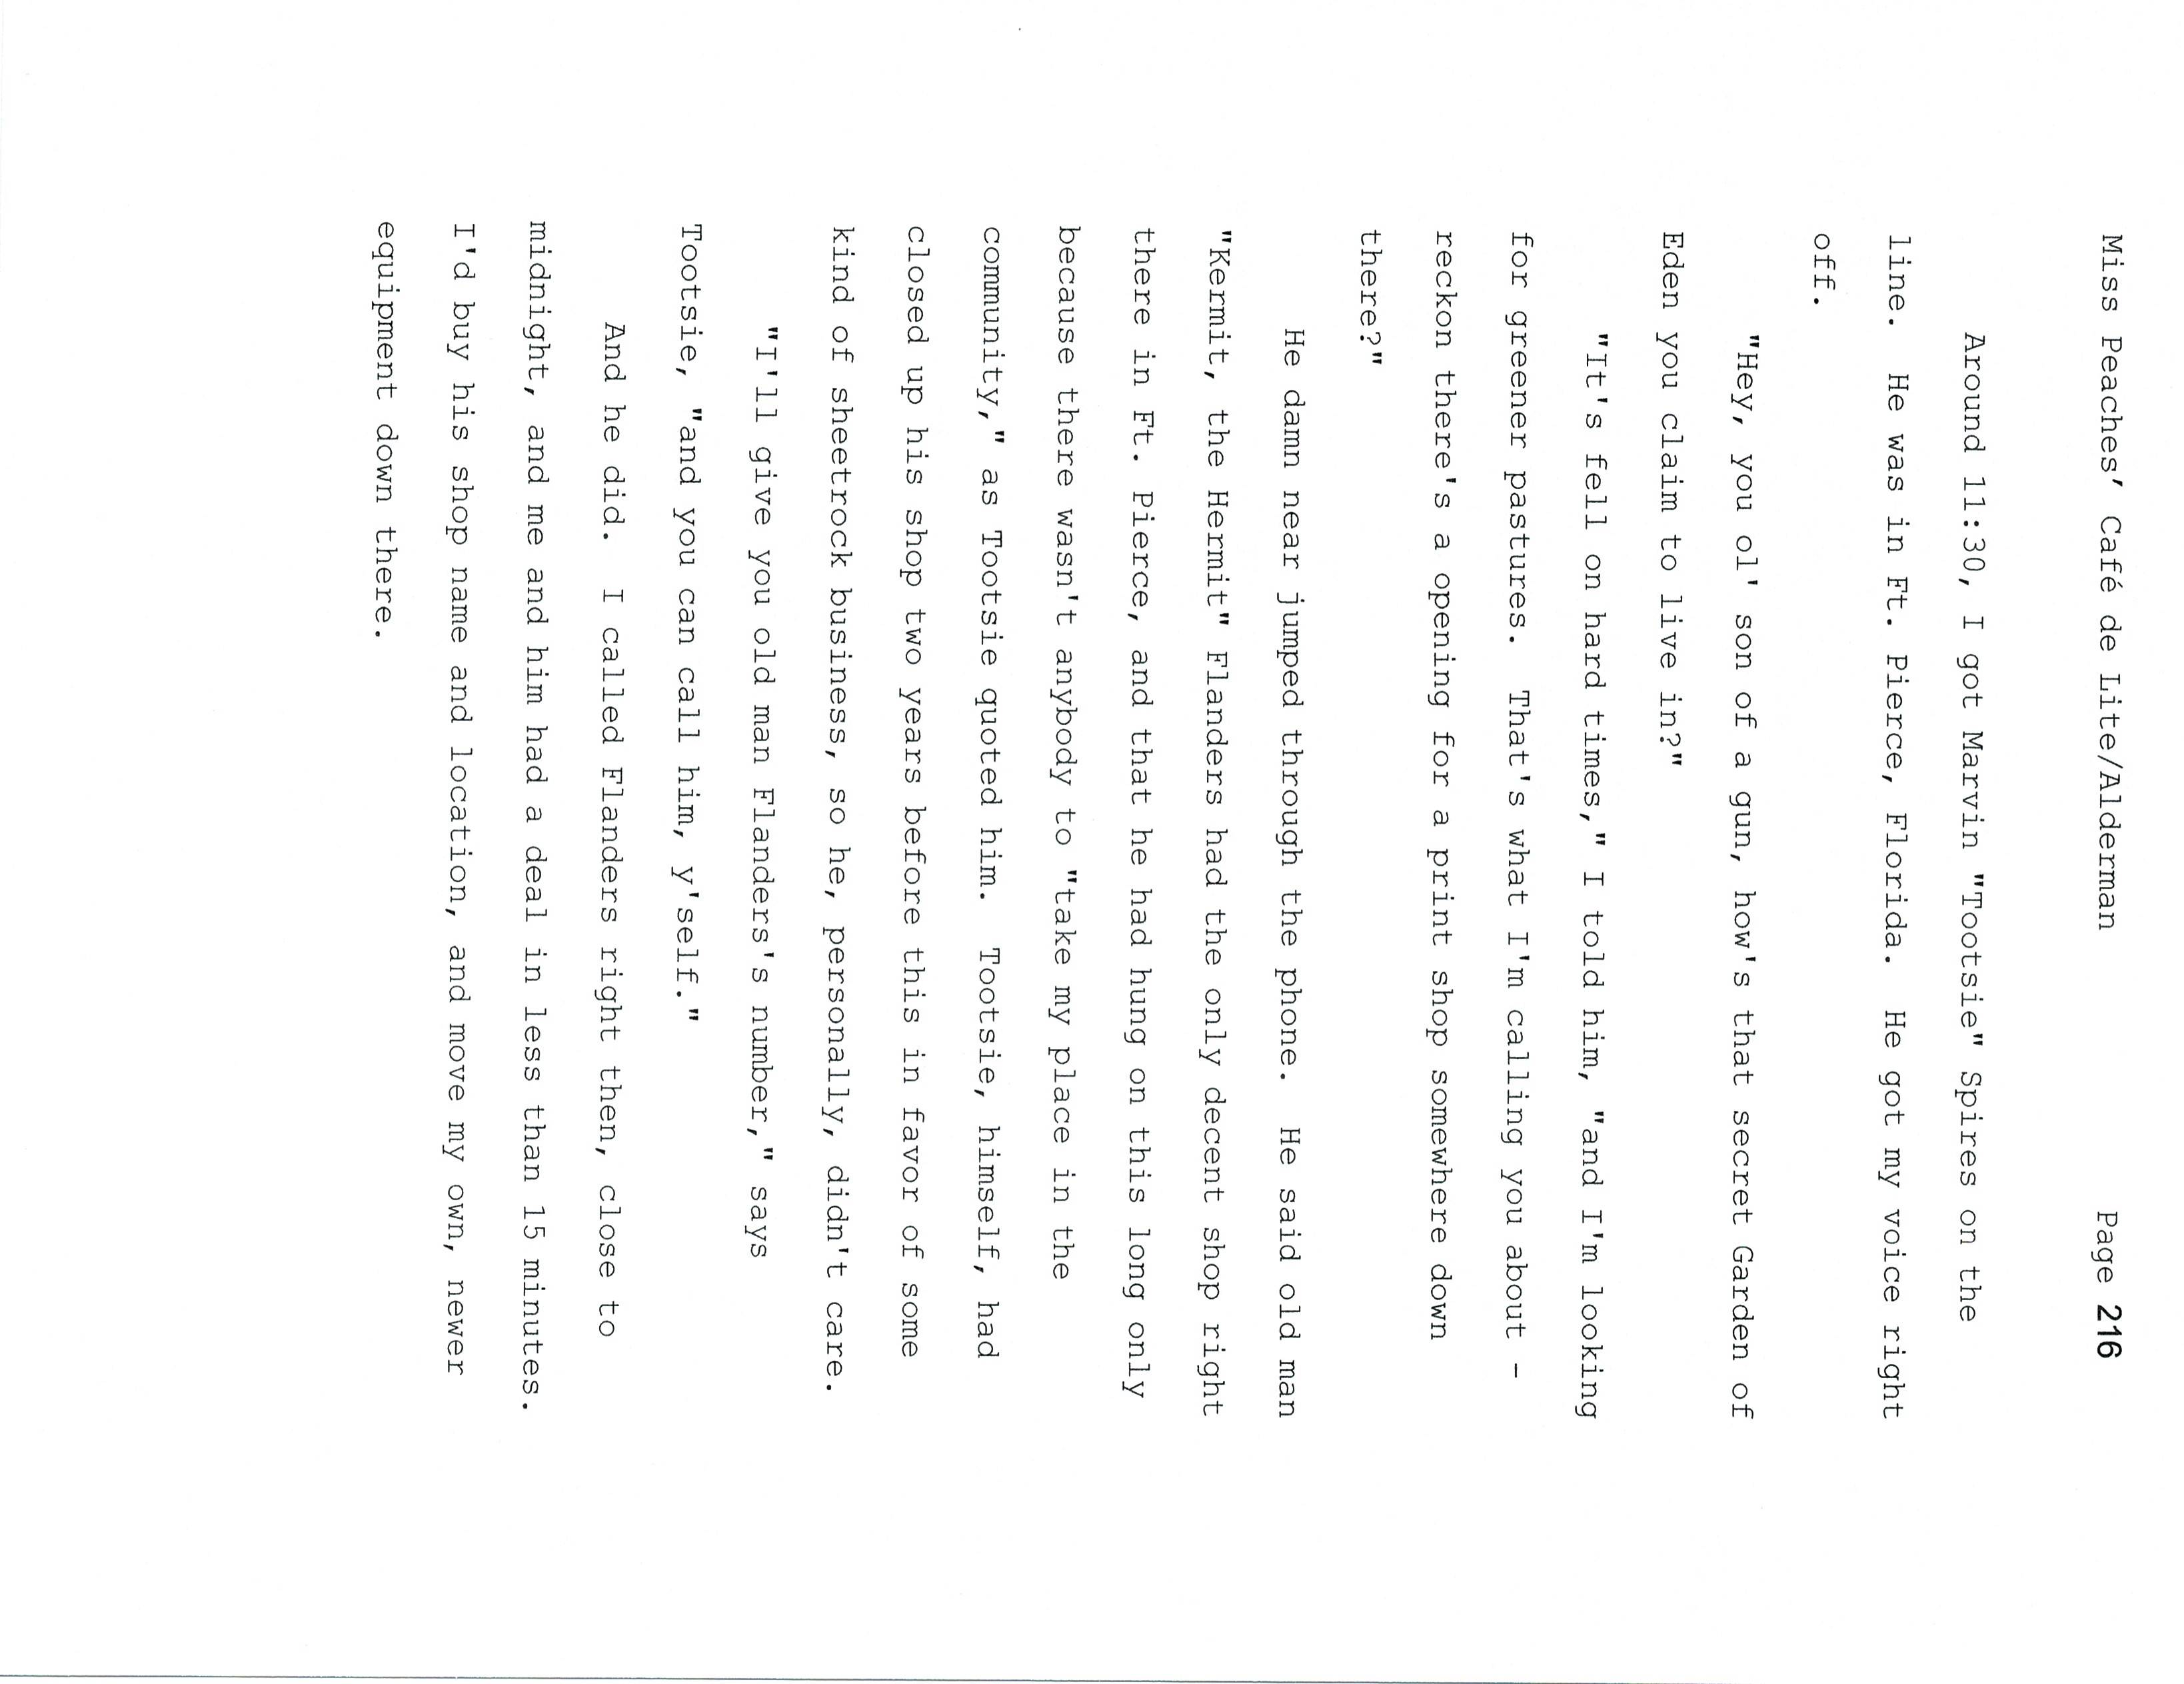 Miss Peaches’ Café de Lite/Alderman Page 216
Around 11:30, I got Marvin "Tootsie" Spires on the
line.  He was in Ft. Pierce, Florida.  He got my voice right
off.
"Hey, you ol' son of a gun, how's that secret Garden of
Eden you claim to live in?"
"It's fell on hard times," I told him, "and I'm looking
for greener pastures.  That's what I'm calling you about –
reckon there's a opening for a print shop somewhere down
there?"
He damn near jumped through the phone.  He said old man
"Kermit, the Hermit" Flanders had the only decent shop right
there in Ft. Pierce, and that he had hung on this long only
because there wasn't anybody to "take my place in the
community," as Tootsie quoted him.  Tootsie, himself, had
closed up his shop two years before this in favor of some
kind of sheetrock business, so he, personally, didn't care.
"I'll give you old man Flanders's number," says
Tootsie, "and you can call him, y'self."
And he did.  I called Flanders right then, close to
midnight, and me and him had a deal in less than 15 minutes.
I'd buy his shop name and location, and move my own, newer
equipment down there.